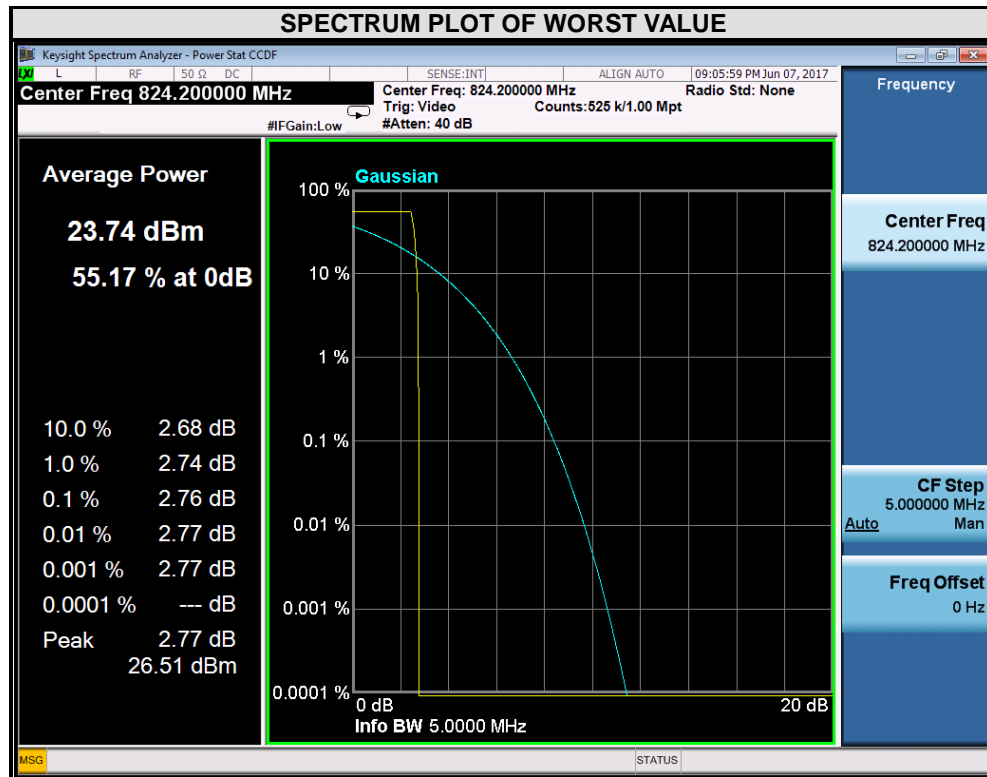 SPECTRUM PLOT OF WORST VALUE
Keysight Spectrum Analyzer - Power Stat CCDF
LXI L RF 50 Ω DC SENSE:INT ALIGN AUTO 09:05:59 PM Jun 07, 2017
Center Freq 824.200000 MHz
Center Freq: 824.200000 MHz Radio Std: None
Trig: Video Counts:525 k/1.00 Mpt
#IFGain:Low #Atten: 40 dB
Frequency
Average Power
23.74 dBm
55.17 % at 0dB
10.0 % 2.68 dB
1.0 % 2.74 dB
0.1 % 2.76 dB
0.01 % 2.77 dB
0.001 % 2.77 dB
0.0001 % --- dB
Peak 2.77 dB
26.51 dBm
Gaussian
100 %
10 %
1 %
0.1 %
0.01 %
0.001 %
0.0001 %
0 dB 20 dB
Info BW 5.0000 MHz
Center Freq
824.200000 MHz
CF Step
5.000000 MHz
Auto Man
Freq Offset
0 Hz
MSG STATUS